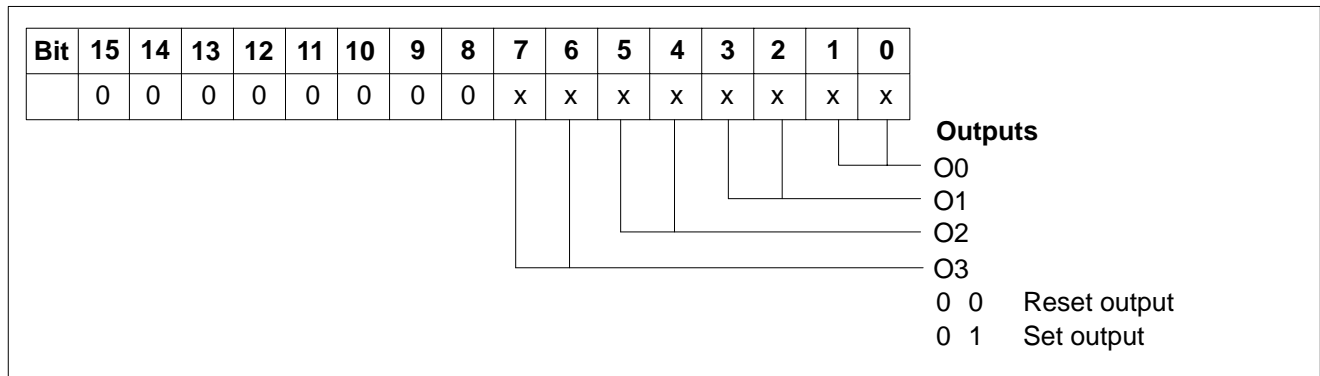 Bit 15 14 13 12 11 10 9 8 7 6 5 4 3 2 1 0
0 0 0 0 0 0 0 0 x x x x x x x x
Outputs
O0
O1
O2
O3
0 0 Reset output
0 1 Set output